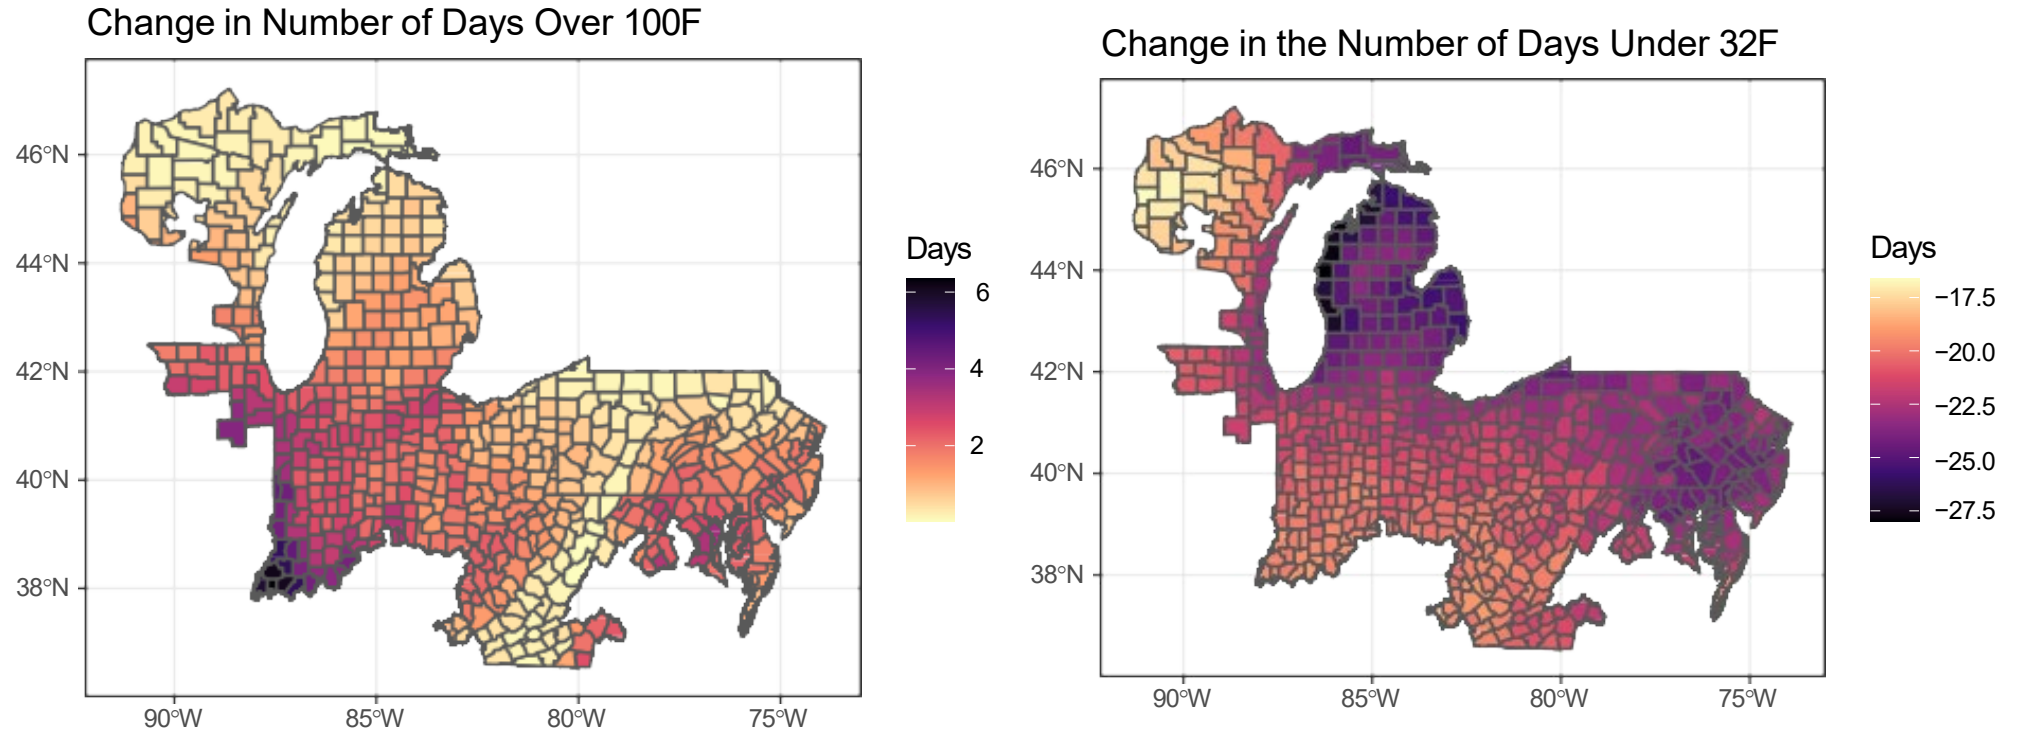 Change in Number of Days Over 100F
46°N
44°N
42°N
40°N
38°N
90°W
85°W
80°W
75°W
Days
6
4
2
Change in the Number of Days Under 32F
46°N
44°N
42°N
40°N
38°N
90°W
85°W
80°W
75°W
Days
−17.5
−20.0
−22.5
−25.0
−27.5